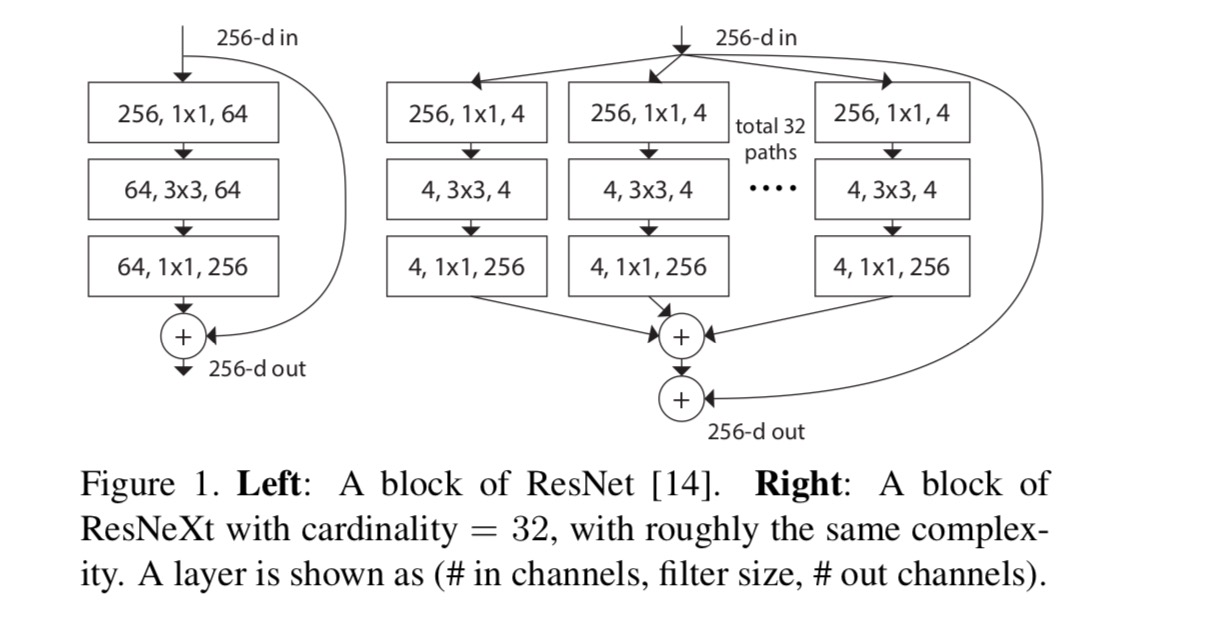 256-d in
256, 1x1, 64
64, 3x3, 64
64, 1x1, 256
+
256-d out
256-d in
256, 1x1, 4
256, 1x1, 4
total 32
paths
256, 1x1, 4
4, 3x3, 4
4, 3x3, 4
....
4, 3x3, 4
4, 1x1, 256
4, 1x1, 256
4, 1x1, 256
+
+
256-d out
Figure 1. Left: A block of ResNet [14]. Right: A block of
ResNeXt with cardinality = 32, with roughly the same complex-
ity. A layer is shown as (# in channels, filter size, # out channels).